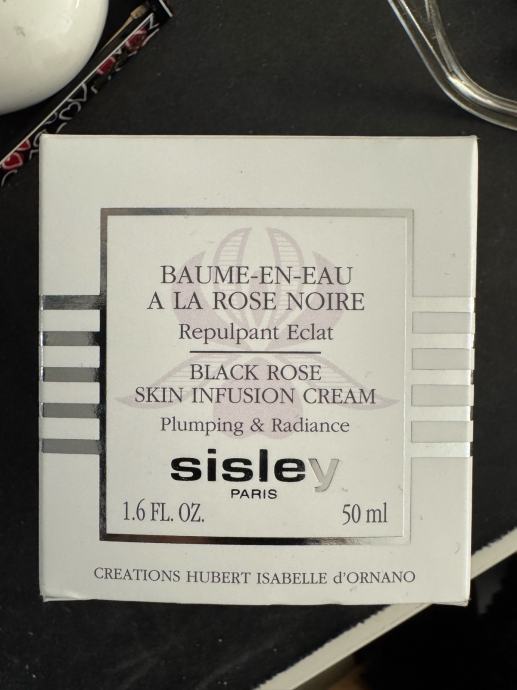 BAUME-EN-EAU
A LA ROSE NOIRE
Repulpant Eclat
BLACK ROSE
SKIN INFUSION CREAM
Plumping & Radiance
sisley
PARIS
1.6 FL. OZ. 50 ml
CREATIONS HUBERT ISABELLE d'ORNANO